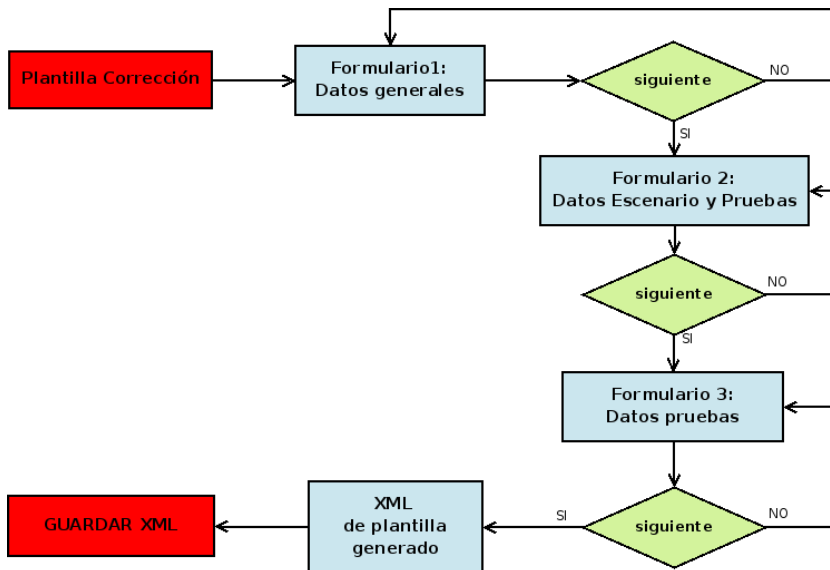 Plantilla Corrección
Formulario1:
Datos generales
siguiente
NO
SI
Formulario 2:
Datos Escenario y Pruebas
siguiente
NO
SI
Formulario 3:
Datos pruebas
siguiente
NO
SI
XML
de plantilla
generado
GUARDAR XML